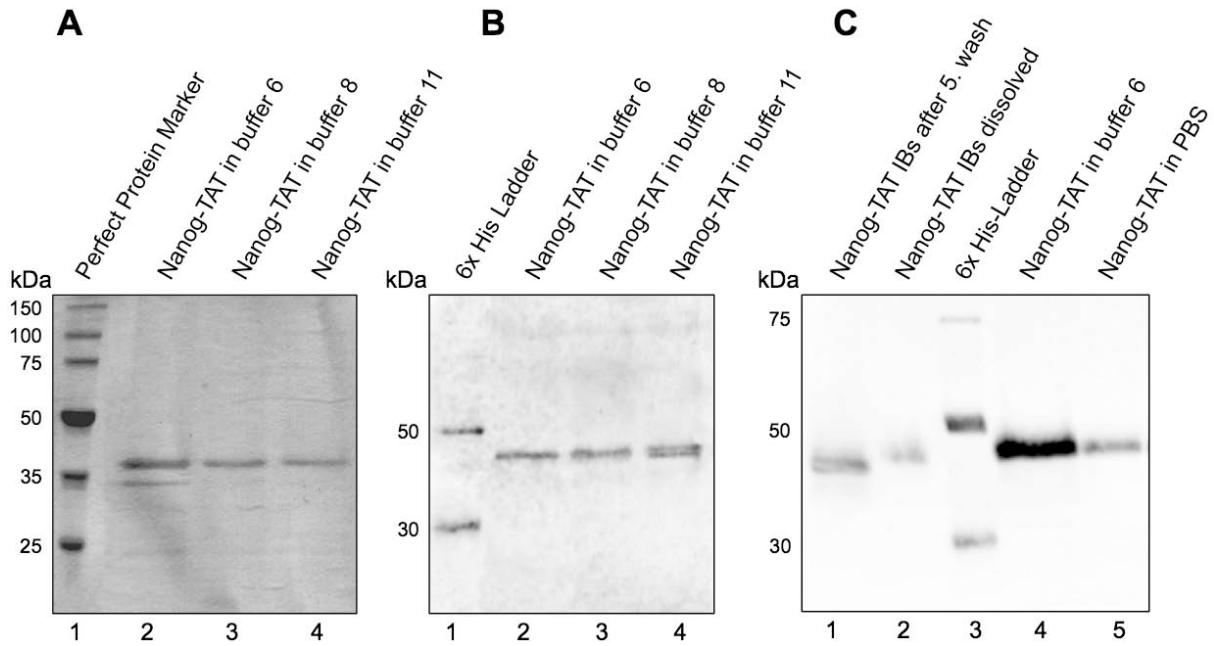 A
B
C
Perfect Protein Marker
Nanog-TAT in buffer 6
Nanog-TAT in buffer 8
Nanog-TAT in buffer 11
6x His Ladder
Nanog-TAT in buffer 6
Nanog-TAT in buffer 8
Nanog-TAT in buffer 11
Nanog-TAT IBs after 5. wash
Nanog-TAT IBs dissolved
6x His-Ladder
Nanog-TAT in buffer 6
Nanog-TAT in PBS
kDa
150
100
75
50
35
25
1 2 3 4
kDa
50
30
1 2 3 4
kDa
75
50
30
1 2 3 4 5